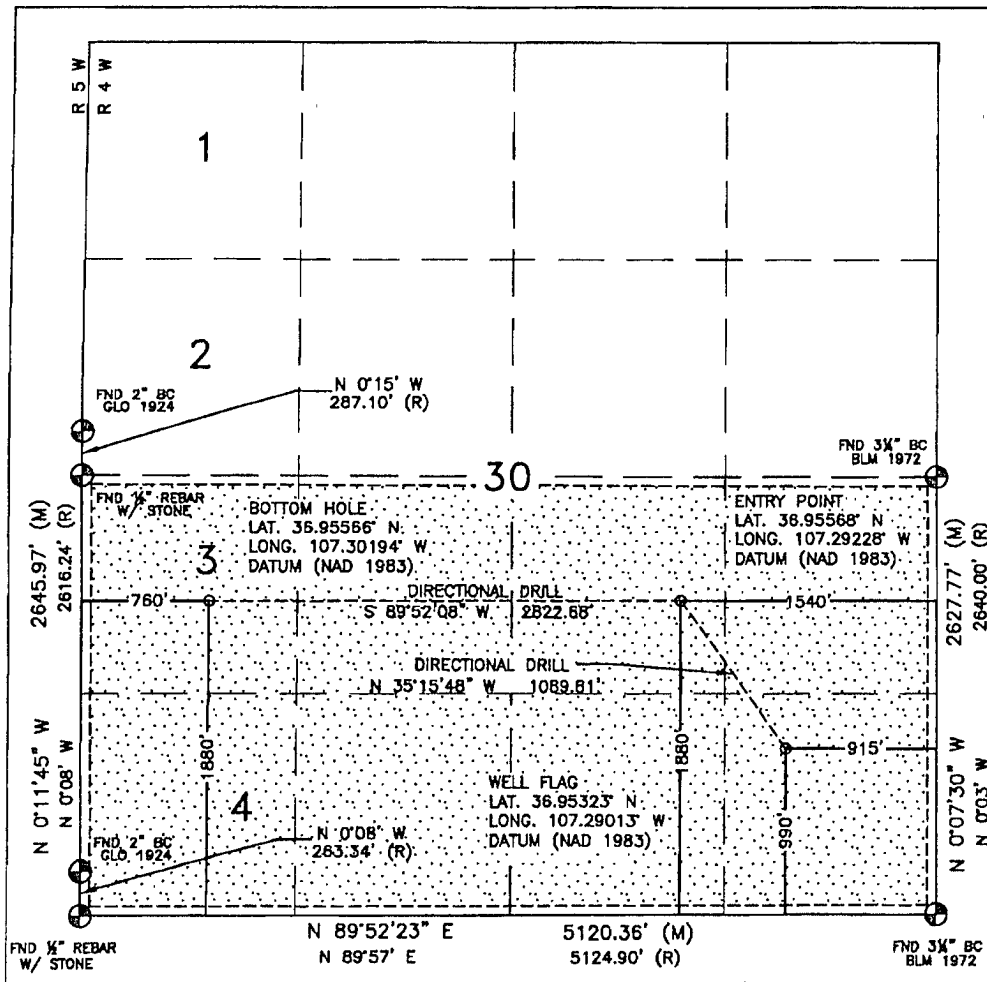 R 5 W
R 4 W
1
2
FND 2" BC
GLO 1924
N 0°15' W
287.10' (R)
FND 3¼" BC
BLM 1972
30
FND ½" REBAR
W/ STONE
BOTTOM HOLE
LAT. 36.95566° N
LONG. 107.30194° W
DATUM (NAD 1983)
ENTRY POINT
LAT. 36.95568° N
LONG. 107.29228° W
DATUM (NAD 1983)
2645.97' (M)
2616.24' (R)
3
2627.77' (M)
2640.00' (R)
760'
DIRECTIONAL DRILL
S 89°52'08" W 2822.68'
1540'
DIRECTIONAL DRILL
N 35°15'48" W 1089.81'
1880'
1880'
915'
990'
N 0°11'45" W
N 0°08' W
4
WELL FLAG
LAT. 36.95323° N
LONG. 107.29013° W
DATUM (NAD 1983)
N 0°07'30" W
N 0°03' W
FND 2" BC
GLO 1924
N 0°08' W
283.34' (R)
FND ½" REBAR
W/ STONE
N 89°52'23" E 5120.36' (M)
N 89°57' E 5124.90' (R)
FND 3¼" BC
BLM 1972